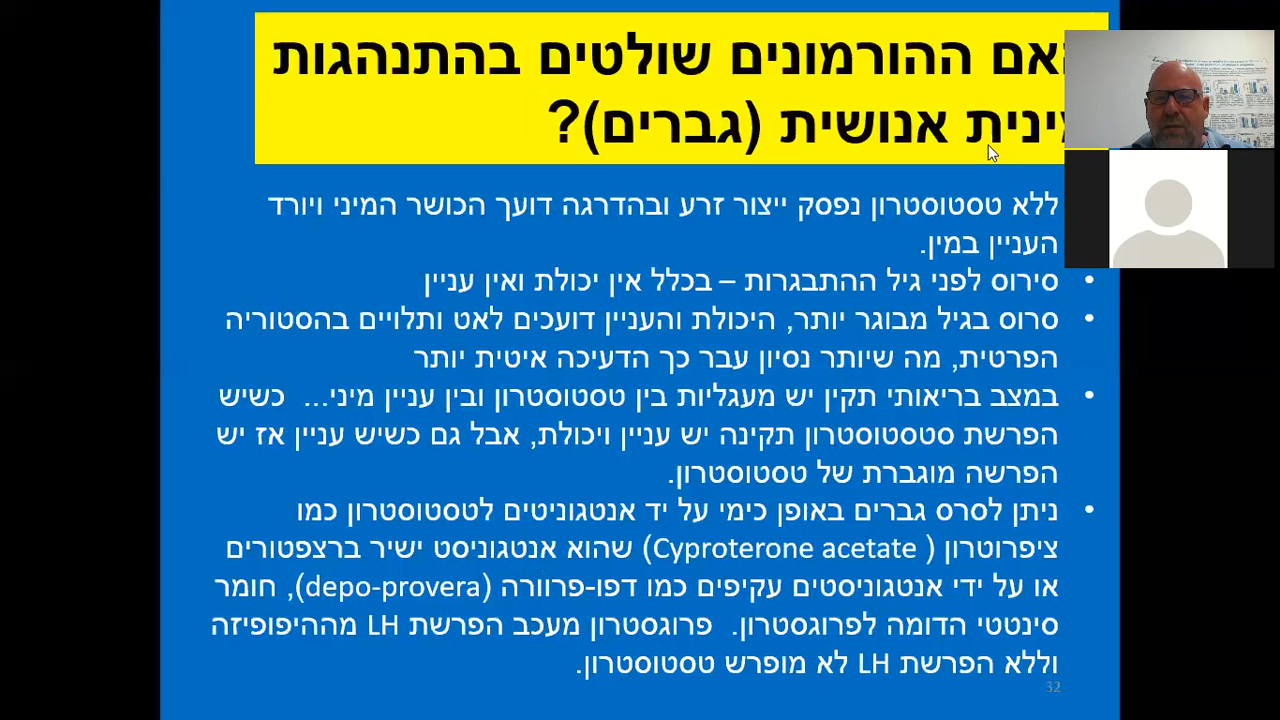 האם ההורמונים שולטים בהתנהגות
מינית אנושית (גברים)?
ללא טסטוסטרון נפסק ייצור זרע ובהדרגה דועך הכושר המיני ויורד
העניין במין.
• סירוס לפני גיל ההתבגרות – בכלל אין יכולת ואין עניין
• סרוס בגיל מבוגר יותר, היכולת והעניין דועכים לאט ותלויים בהסטוריה
הפרטית, מה שיותר נסיון עבר כך הדעיכה איטית יותר
• במצב בריאותי תקין יש מעגליות בין טסטוסטרון ובין עניין מיני... כשיש
הפרשת סטסטוסטרון תקינה יש עניין ויכולת, אבל גם כשיש עניין אז יש
הפרשה מוגברת של טסטוסטרון.
• ניתן לסרס גברים באופן כימי על יד אנטגוניטים לטסטוסטרון כמו
ציפרוטרון ( Cyproterone acetate) שהוא אנטגוניסט ישיר ברצפטורים
או על ידי אנטגוניסטים עקיפים כמו דפו-פרוורה (depo-provera), חומר
סינטטי הדומה לפרוגסטרון. פרוגסטרון מעכב הפרשת LH מההיפופיזה
וללא הפרשת LH לא מופרש טסטוסטרון.
32